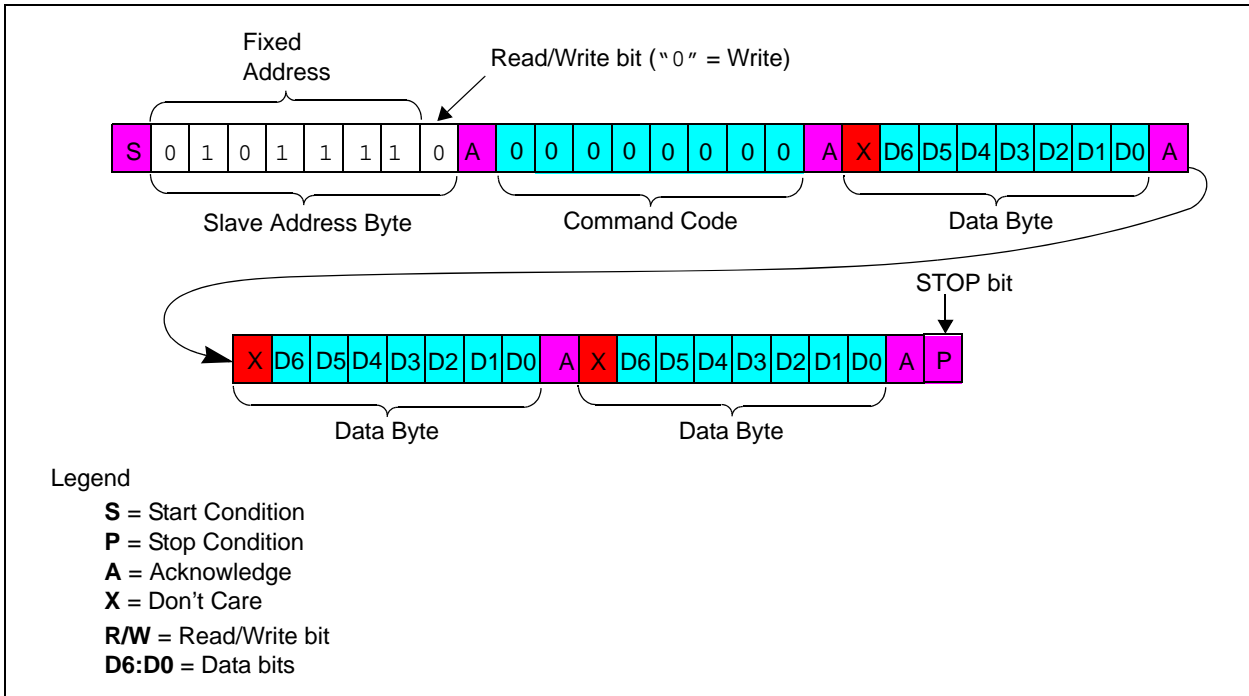 Fixed
Address
Read/Write bit ("0" = Write)
S 0 1 0 1 1 1 1 0 A 0 0 0 0 0 0 0 0 A X D6 D5 D4 D3 D2 D1 D0 A
Slave Address Byte Command Code Data Byte
STOP bit
X D6 D5 D4 D3 D2 D1 D0 A X D6 D5 D4 D3 D2 D1 D0 A P
Data Byte Data Byte
Legend
S = Start Condition
P = Stop Condition
A = Acknowledge
X = Don't Care
R/W = Read/Write bit
D6:D0 = Data bits